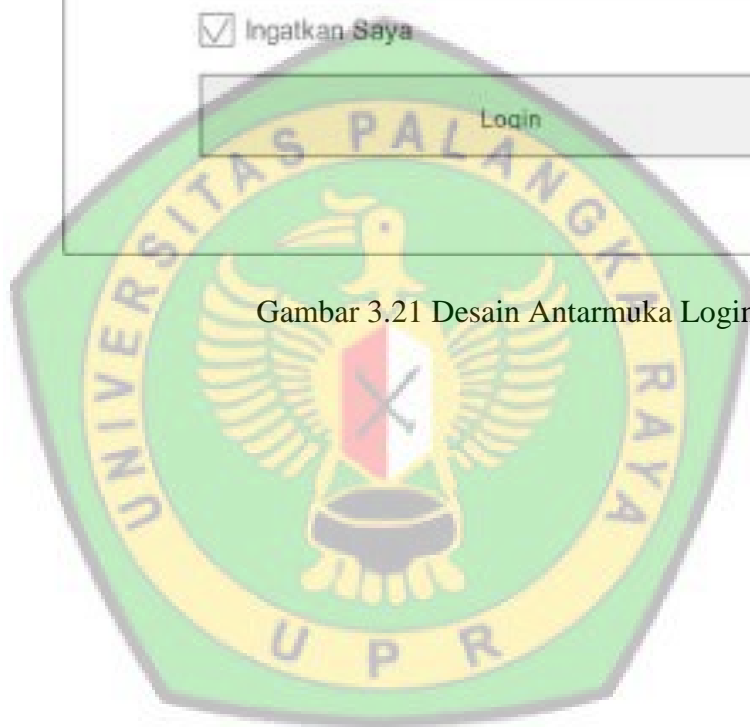 Ingatkan Saya
Login
Gambar 3.21 Desain Antarmuka Login
UNIVERSITAS PALANGKA RAYA
UPR